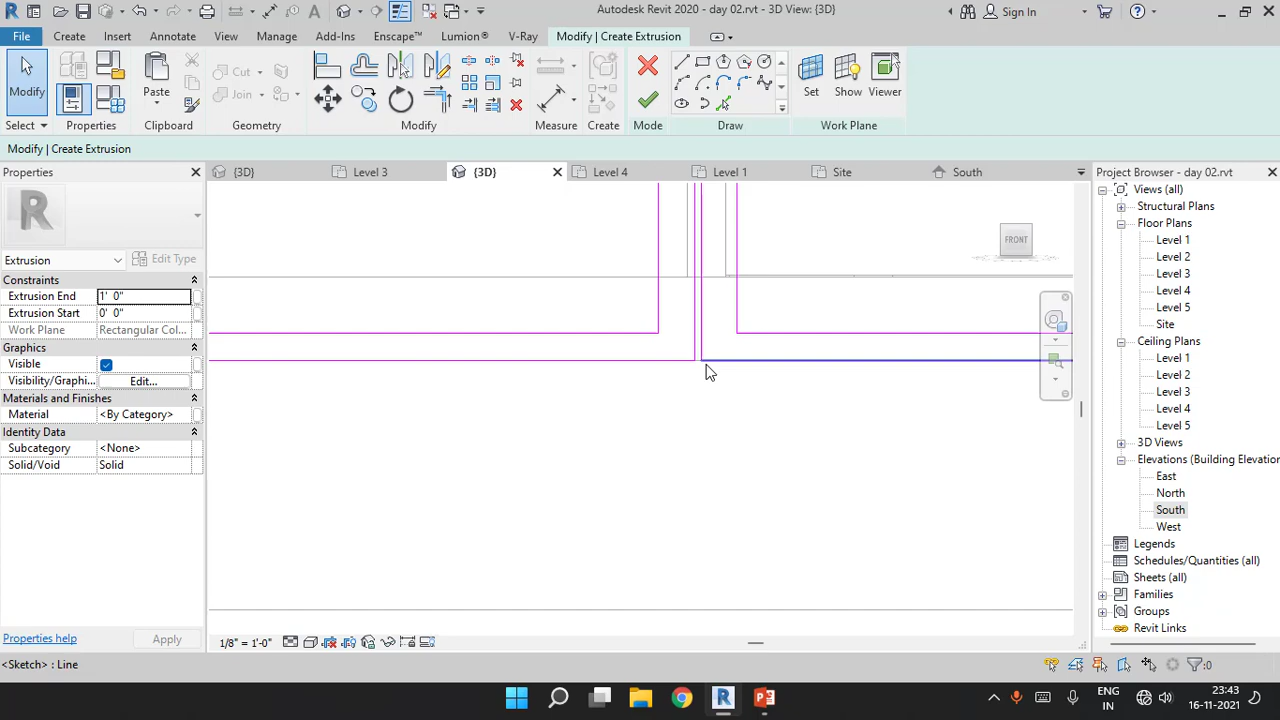 Autodesk Revit 2020 - day 02.rvt - 3D View: {3D}
Sign In
File
Create
Insert
Annotate
View
Manage
Add-Ins
Enscape™
Lumion®
V-Ray
Modify | Create Extrusion
Modify
Paste
Cut
Join
Set
Show
Viewer
Select
Properties
Clipboard
Geometry
Modify
Measure
Create
Mode
Draw
Work Plane
Modify | Create Extrusion
Properties
{3D}
Level 3
{3D}
Level 4
Level 1
Site
South
Project Browser - day 02.rvt
R
Extrusion
Edit Type
Constraints
Extrusion End 1' 0"
Extrusion Start 0' 0"
Work Plane Rectangular Col...
Graphics
Visible
Visibility/Graphi... Edit...
Materials and Finishes
Material <By Category>
Identity Data
Subcategory <None>
Solid/Void Solid
Properties help
Apply
FRONT
Views (all)
Structural Plans
Floor Plans
Level 1
Level 2
Level 3
Level 4
Level 5
Site
Ceiling Plans
Level 1
Level 2
Level 3
Level 4
Level 5
3D Views
Elevations (Building Elevation
East
North
South
West
Legends
Schedules/Quantities (all)
Sheets (all)
Families
Groups
Revit Links
1/8" = 1'-0"
<Sketch> : Line
:0
ENG
IN
23:43
16-11-2021